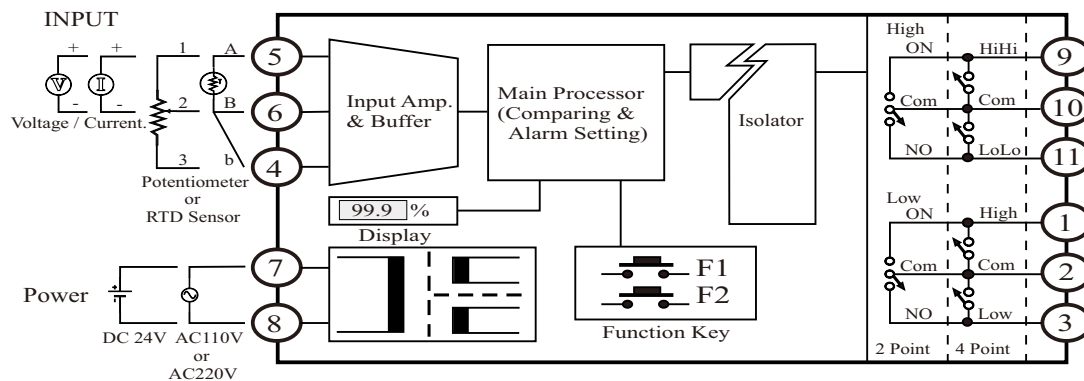 INPUT
+ +
V I
- -
Voltage / Current.
1
2
3
A
B
b
Potentiometer
or
RTD Sensor
5
6
4
Input Amp.
& Buffer
Main Processor
(Comparing &
Alarm Setting)
Isolator
99.9 %
Display
F1
F2
Function Key
Power
DC 24V
AC110V
or
AC220V
7
8
High
ON HiHi
Com Com
NO LoLo
9
10
11
Low
ON High
Com Com
NO Low
1
2
3
2 Point 4 Point